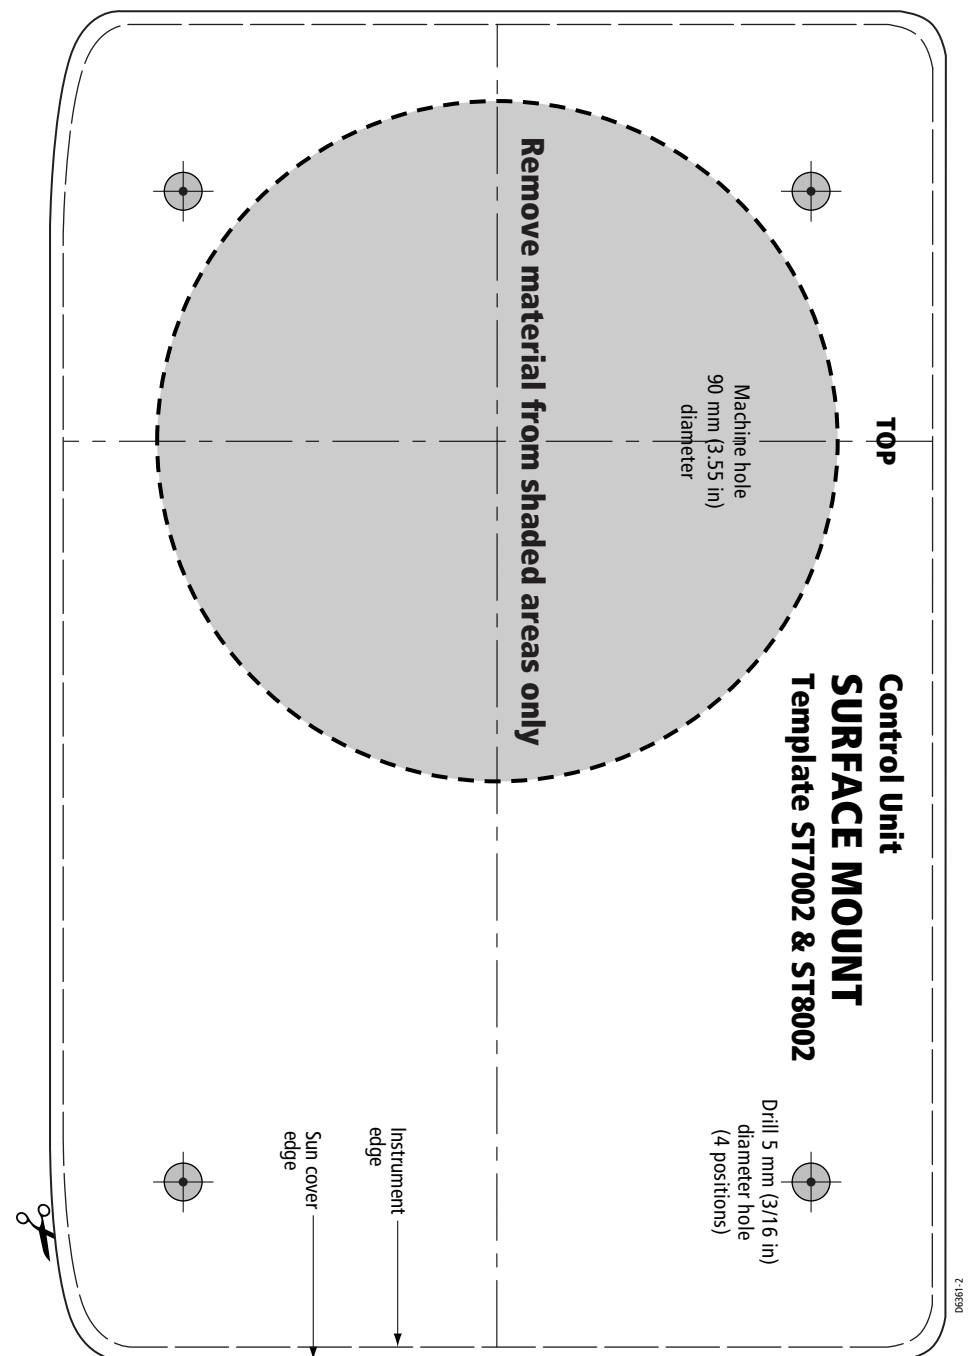 TOP
Control Unit
SURFACE MOUNT
Template ST7002 & ST8002
Machine hole
90 mm (3.55 in)
diameter
Drill 5 mm (3/16 in)
diameter hole
(4 positions)
Remove material from shaded areas only
Instrument
edge
Sun cover
edge
D6361-2